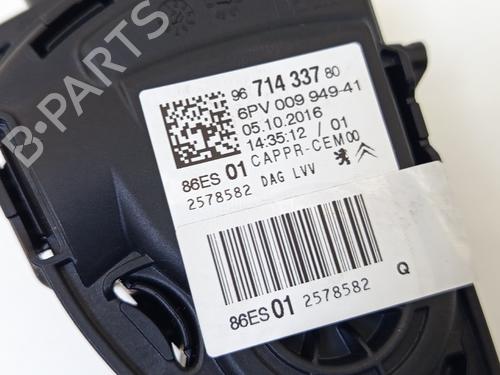 96 714 337 80
6PV 009 949-41
05.10.2016
14:35:12 / 01
CAPPR-CEM00
86ES 01
2578582 DAG LVV
86ES 01 2578582 Q
B-PARTS